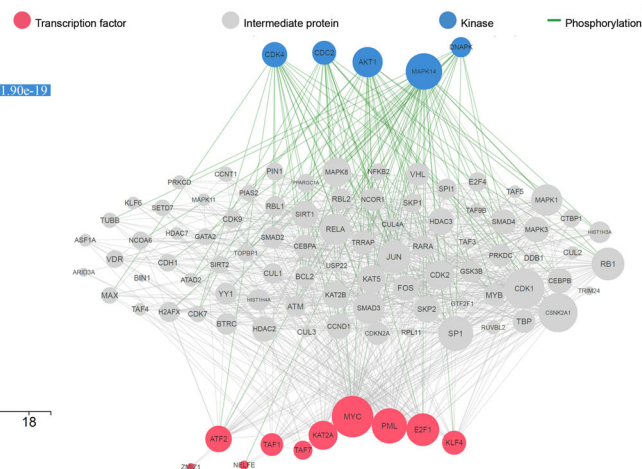 Transcription factor Intermediate protein Kinase Phosphorylation
CDK4 CDC2 AKT1 MAPK14 DNAPK
1.90e-19
PRKCD CCNT1 PIN1 PPARGC1A MAPK8 NFKB2 VHL E2F4
KLF6 SETD7 MAPK11 PIAS2 RBL1 SIRT1 RBL2 NCOR1 SKP1 SPI1 TAF9B TAF5 MAPK1
TUBB CDK9 CUL4A HDAC3 SMAD4 CTBP1
ASF1A NCOA6 HDAC7 GATA2 SMAD2 CEBPA RELA TRRAP RARA TAF3 MAPK3 HIST1H3A
VDR CDH1 SIRT2 TOPBP1 USP22 JUN PRKDC DDB1 CUL2 RB1
ARID3A BIN1 ATAD2 CUL1 BCL2 KAT5 CDK2 GSK3B CEBPB
MAX YY1 HIST1H4A KAT2B FOS MYB CDK1 TRIM24
TAF4 H2AFX CDK7 ATM SMAD3 SKP2 GTF2F1 TBP CSNK2A1
BTRC HDAC2 CUL3 CCND1 CDKN2A RPL11 SP1 RUVBL2
18
ATF2 TAF1 TAF7 KAT2A MYC PML E2F1 KLF4
ZMIZ1 NELFE